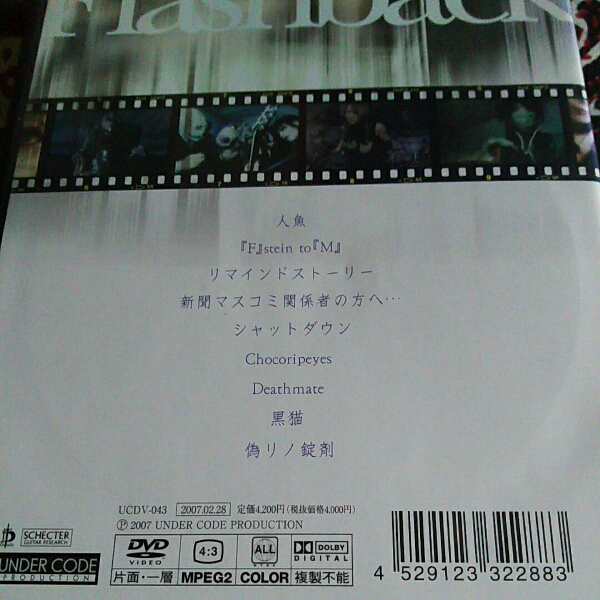 Flashback
人魚
『F』stein to『M』
リマインドストーリー
新聞マスコミ関係者の方へ…
シャットダウン
Chocoripeyes
Deathmate
黒猫
偽リノ錠剤
UCDV-043 2007.02.28 定価4,200円(税抜価格4,000円)
Ⓟ 2007 UNDER CODE PRODUCTION
SCHECTER
GUITAR RESEARCH
UNDER CODE
PRODUCTION
DVD
VIDEO
4:3
ALL
DOLBY
DIGITAL
片面・一層 MPEG2 COLOR 複製不能
4 529123 322883